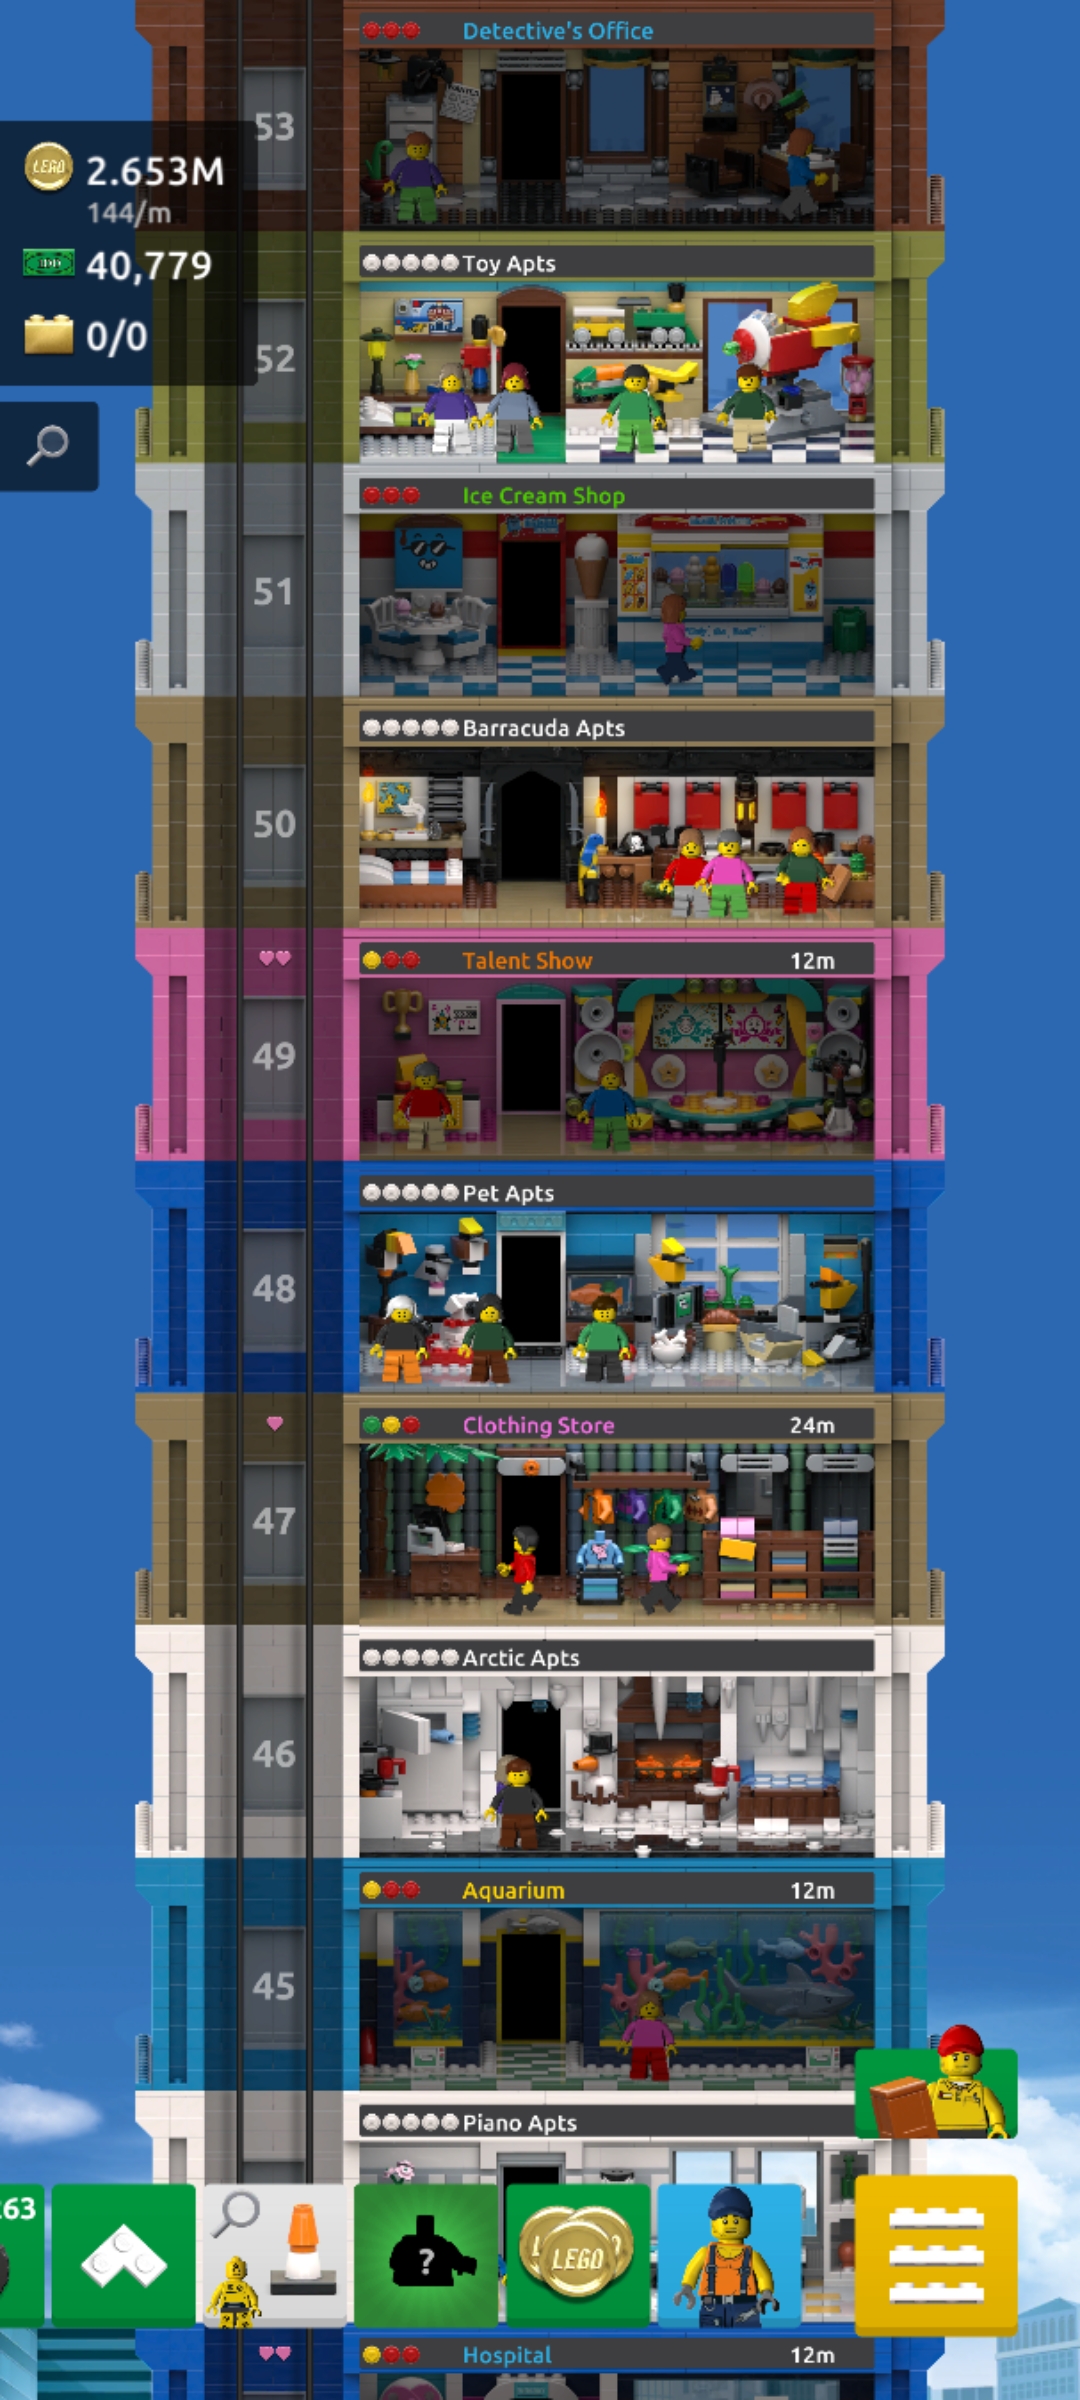 Detective's Office
53
LEGO 2.653M
144/m
40,779
0/0
Toy Apts
52
Ice Cream Shop
51
Barracuda Apts
50
Talent Show 12m
49
Pet Apts
48
Clothing Store 24m
47
Arctic Apts
46
Aquarium 12m
45
Piano Apts
263
?
LEGO
Hospital 12m